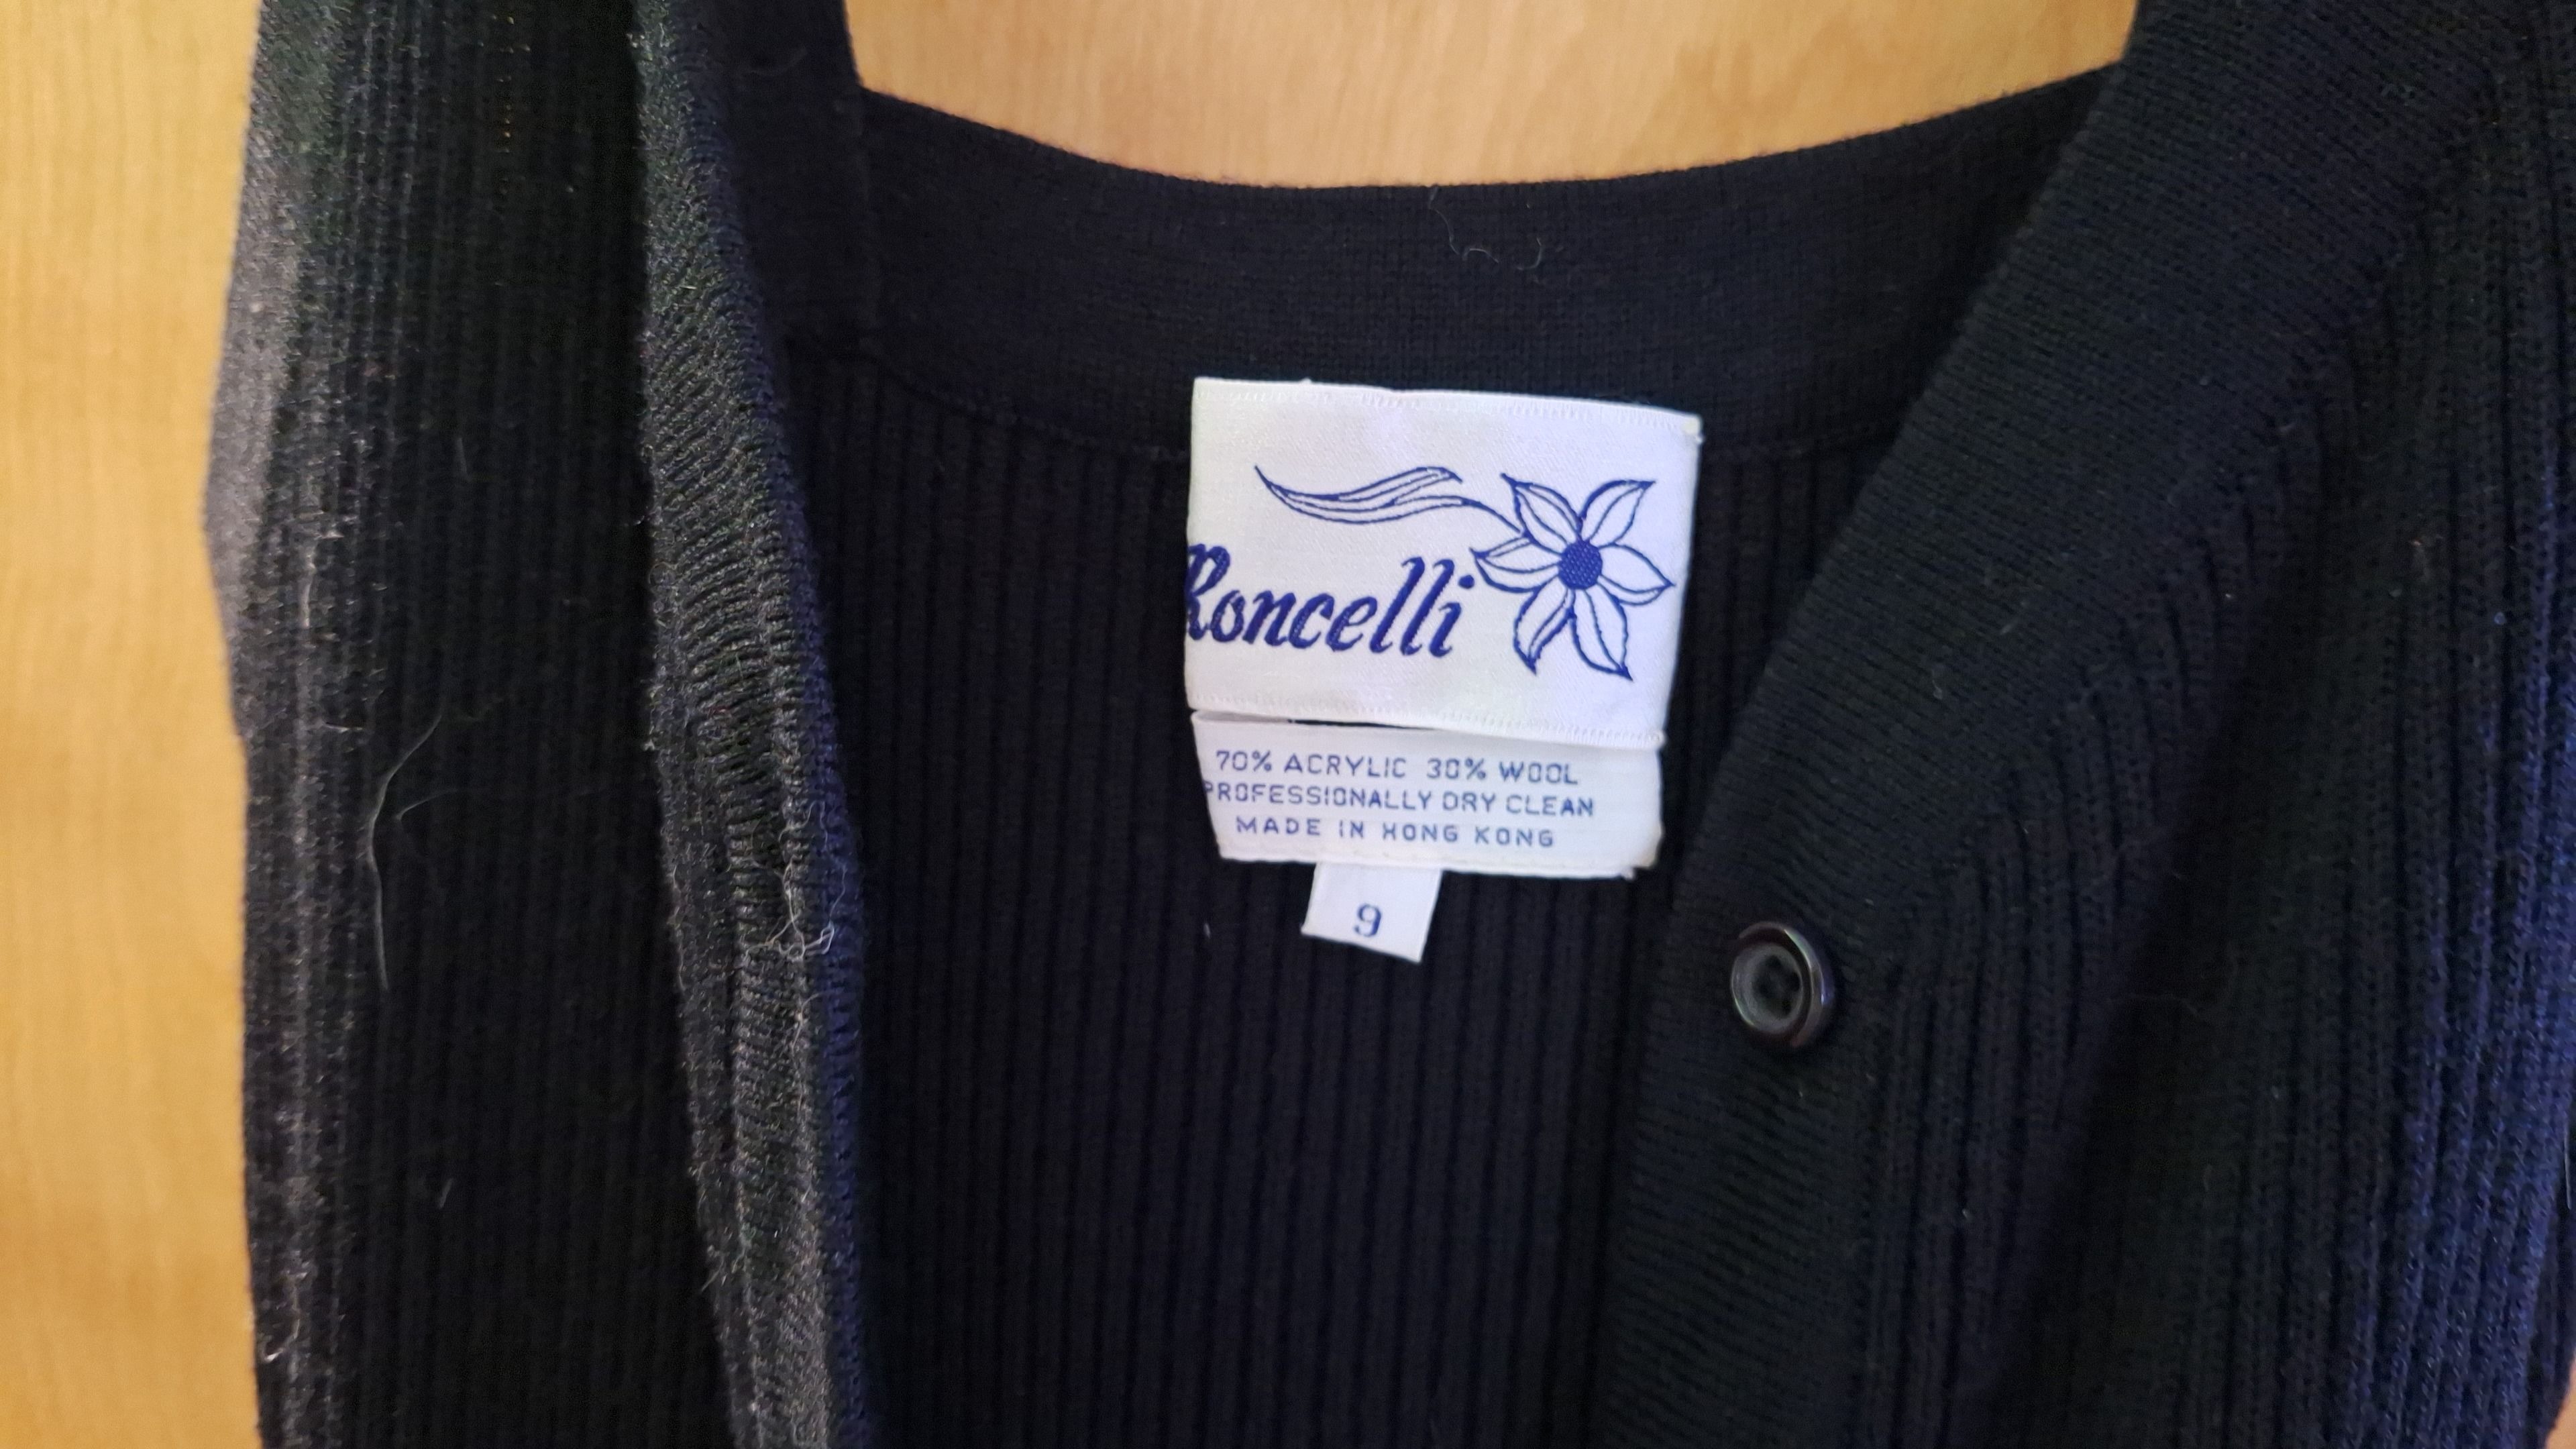 Roncelli
70% ACRYLIC 30% WOOL
PROFESSIONALLY DRY CLEAN
MADE IN HONG KONG
9